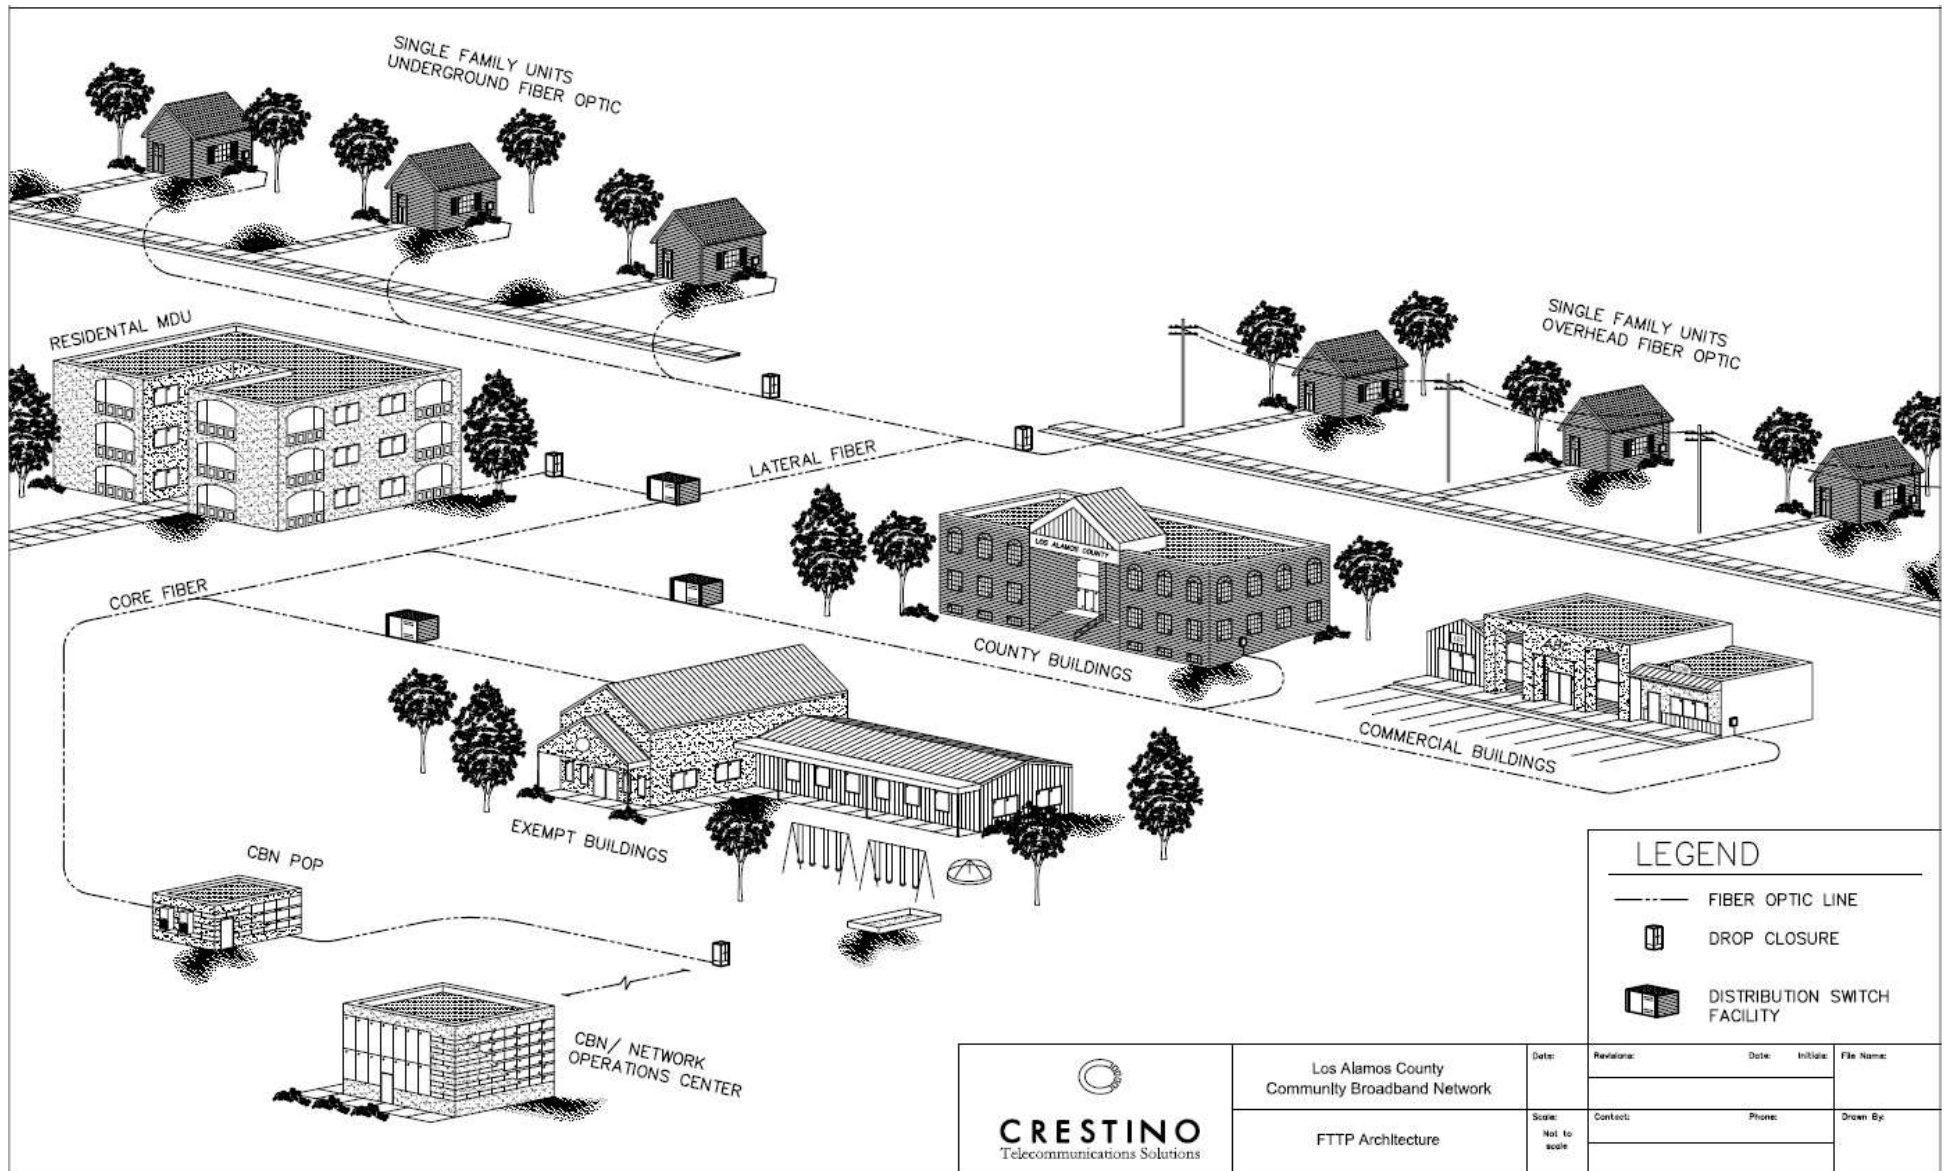 SINGLE FAMILY UNITS
UNDERGROUND FIBER OPTIC
RESIDENTAL MDU
SINGLE FAMILY UNITS
OVERHEAD FIBER OPTIC
LATERAL FIBER
LOS ALAMOS COUNTY
CORE FIBER
COUNTY BUILDINGS
COMMERCIAL BUILDINGS
EXEMPT BUILDINGS
CBN POP
CBN/ NETWORK
OPERATIONS CENTER
LEGEND
FIBER OPTIC LINE
DROP CLOSURE
DISTRIBUTION SWITCH
FACILITY
CRESTINO
Telecommunications Solutions
Los Alamos County
Community Broadband Network
FTTP Architecture
Date:
Revisions: Date: Initials:
File Name:
Scale:
Not to
scale
Contact: Phone:
Drawn By: